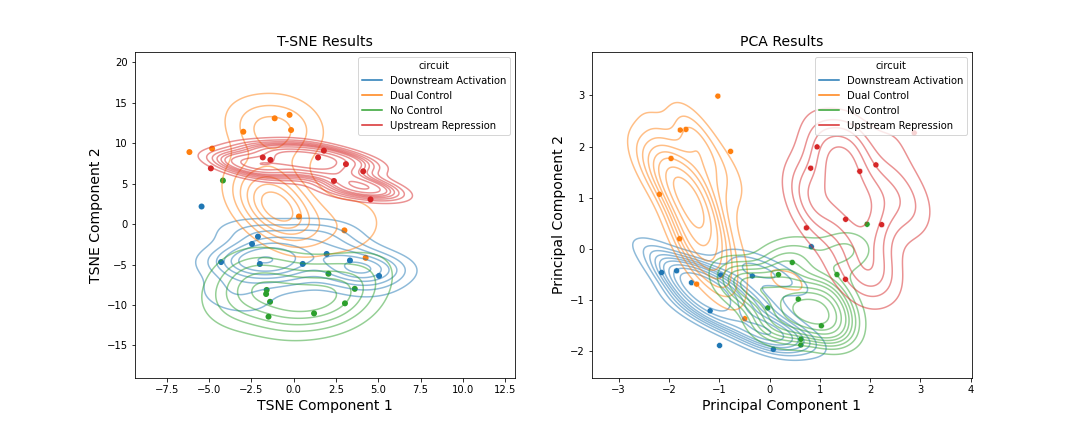 T-SNE Results
circuit
Downstream Activation
Dual Control
No Control
Upstream Repression
20
15
10
5
0
−5
−10
−15
−7.5 −5.0 −2.5 0.0 2.5 5.0 7.5 10.0 12.5
TSNE Component 1
TSNE Component 2
PCA Results
circuit
Downstream Activation
Dual Control
No Control
Upstream Repression
3
2
1
0
−1
−2
−3 −2 −1 0 1 2 3 4
Principal Component 1
Principal Component 2